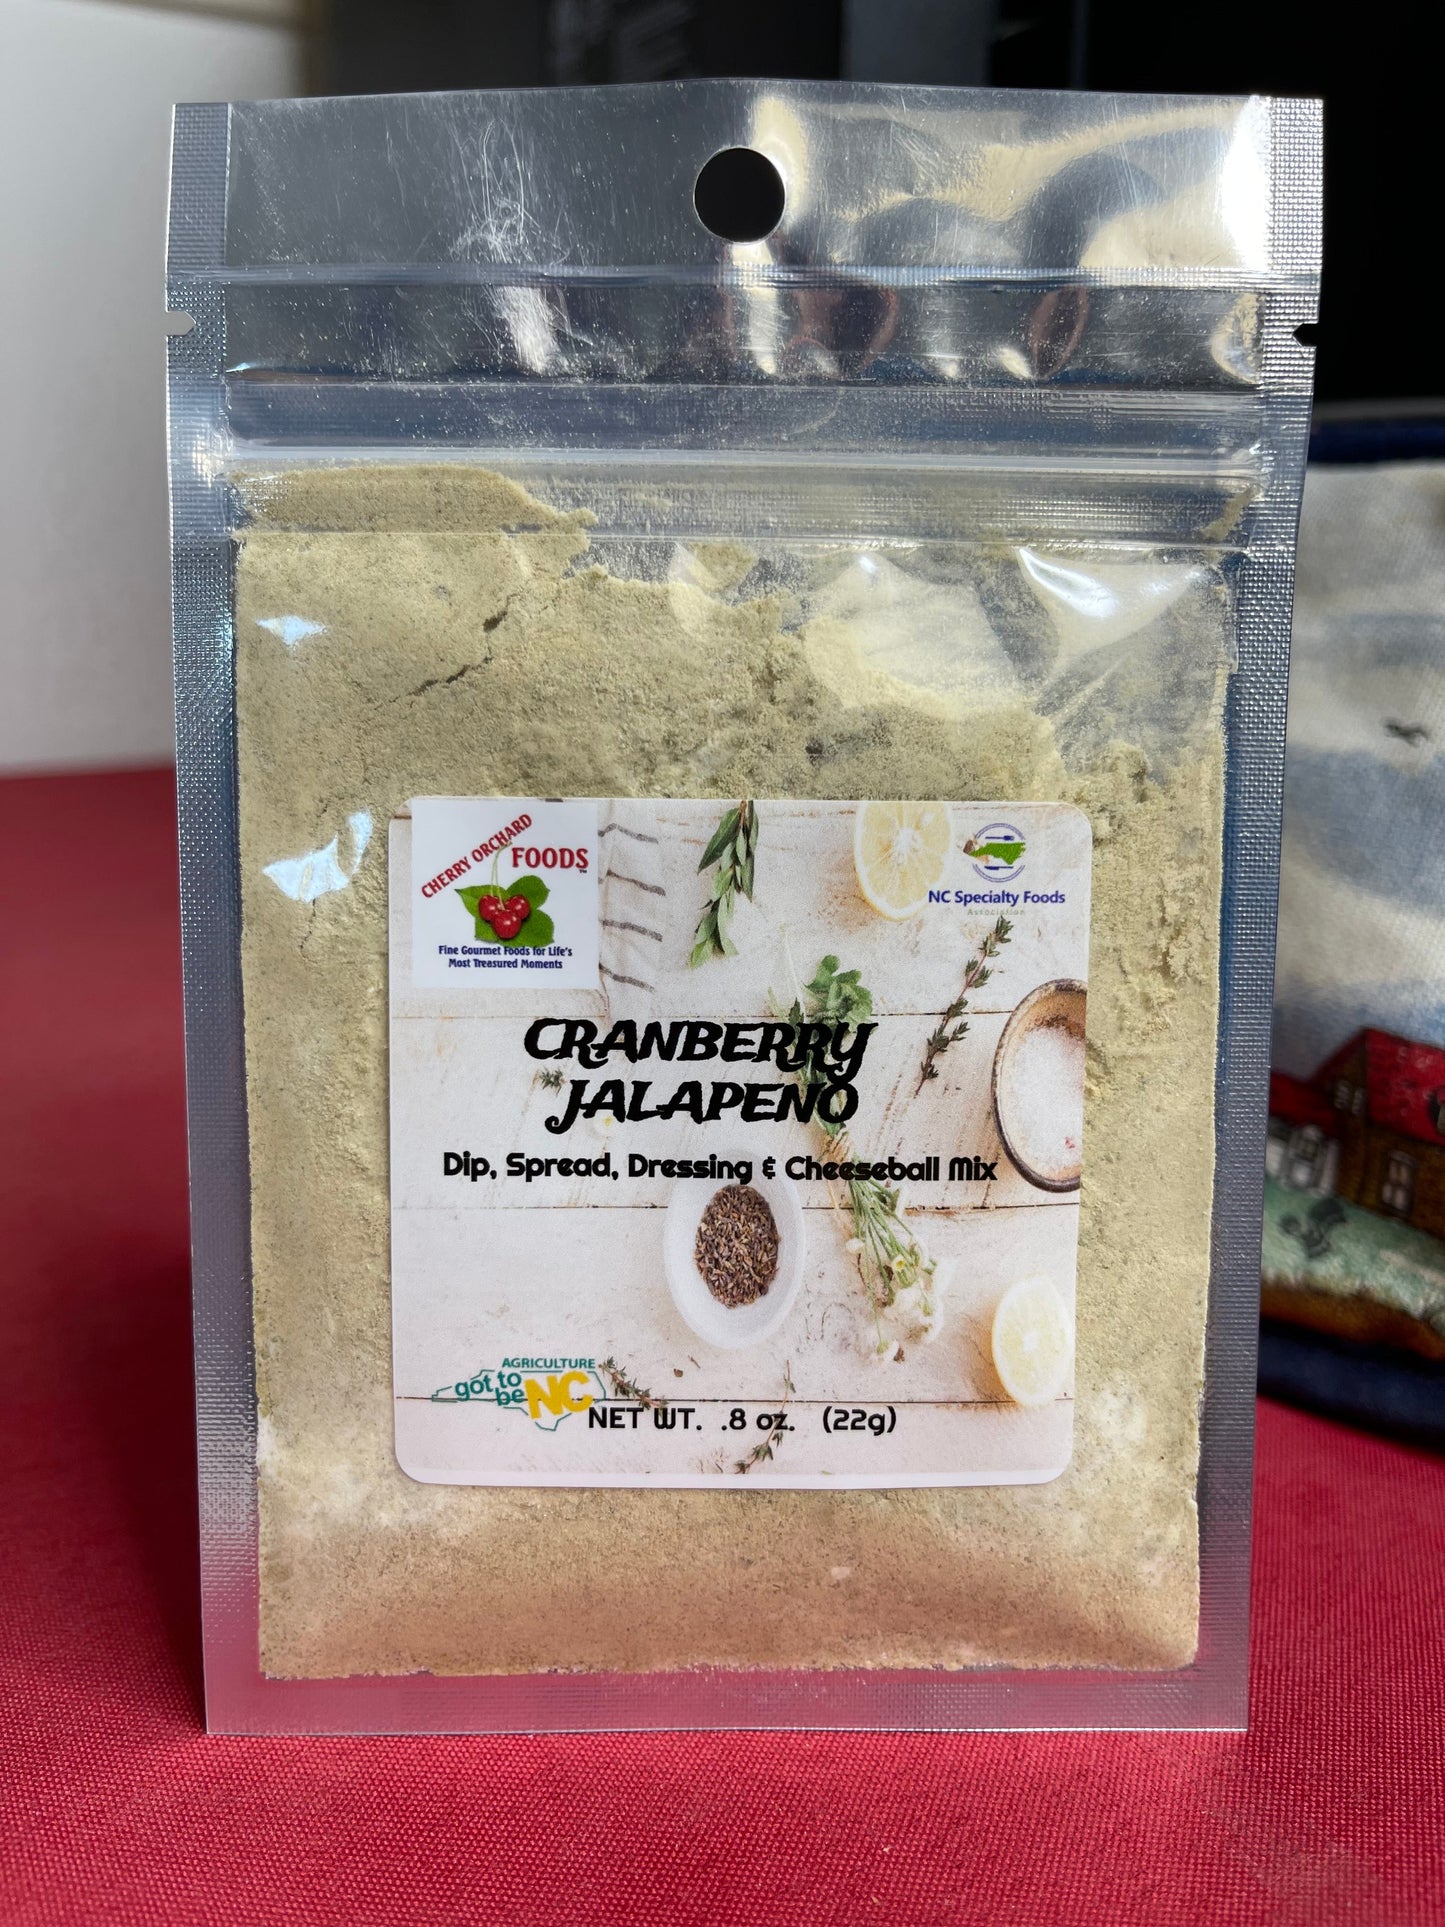 CHERRY ORCHARD
FOODS™
Fine Gourmet Foods for Life's
Most Treasured Moments
NC Specialty Foods
Association
CRANBERRY
JALAPENO
Dip, Spread, Dressing & Cheeseball Mix
AGRICULTURE
got to
be NC
NET WT. .8 oz. (22g)